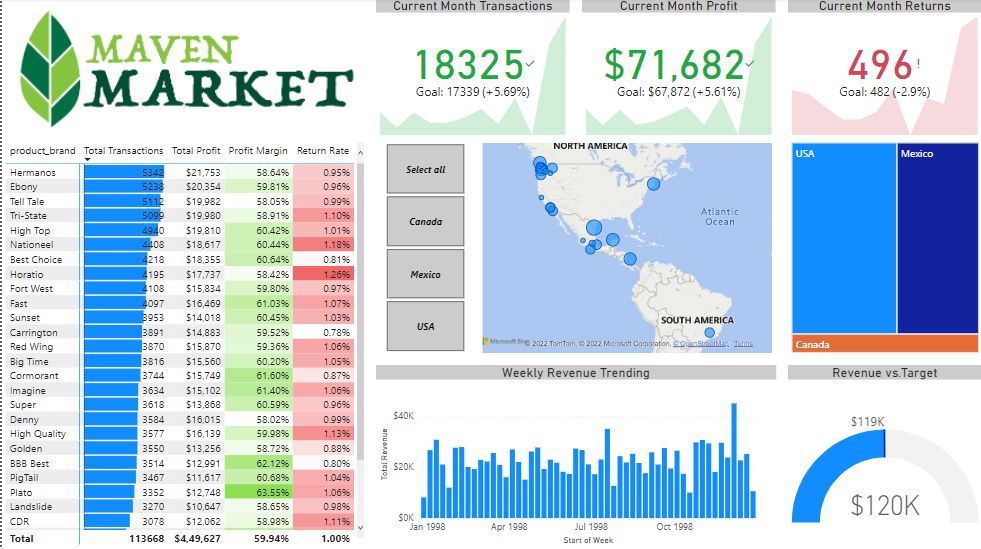 MAVEN
MARKET
Current Month Transactions
18325
Goal: 17339 (+5.69%)
Current Month Profit
$71,682
Goal: $67,872 (+5.61%)
Current Month Returns
496!
Goal: 482 (-2.9%)
product_brand Total Transactions Total Profit Profit Margin Return Rate
Hermanos 5342 $21,753 58.64% 0.95%
Ebony 5238 $20,354 59.81% 0.96%
Tell Tale 5112 $19,982 58.05% 0.99%
Tri-State 5099 $19,980 58.91% 1.10%
High Top 4940 $19,810 60.42% 1.01%
Nationeel 4408 $18,617 60.44% 1.18%
Best Choice 4218 $18,355 60.64% 0.81%
Horatio 4195 $17,737 58.42% 1.26%
Fort West 4108 $15,834 59.80% 0.97%
Fast 4097 $16,469 61.03% 1.07%
Sunset 3953 $14,018 60.45% 1.03%
Carrington 3891 $14,883 59.52% 0.78%
Red Wing 3870 $15,870 59.36% 1.06%
Big Time 3816 $15,560 60.20% 1.05%
Cormorant 3744 $15,749 61.60% 0.87%
Imagine 3634 $15,102 61.40% 1.06%
Super 3618 $13,868 60.59% 0.96%
Denny 3584 $16,015 58.02% 0.99%
High Quality 3577 $16,139 59.98% 1.13%
Golden 3550 $13,256 58.72% 0.88%
BBB Best 3514 $12,991 62.12% 0.80%
PigTail 3467 $11,617 60.68% 1.04%
Plato 3352 $12,748 63.55% 1.06%
Landslide 3270 $10,647 58.65% 0.98%
CDR 3078 $12,062 58.98% 1.11%
Total 113668 $4,49,627 59.94% 1.00%
Select all
Canada
Mexico
USA
NORTH AMERICA
Atlantic
Ocean
SOUTH AMERICA
Microsoft Bing
© 2022 TomTom, © 2022 Microsoft Corporation, © OpenStreetMap Terms
USA
Mexico
Canada
Weekly Revenue Trending
Total Revenue
$40K
$20K
$0K
Jan 1998 Apr 1998 Jul 1998 Oct 1998
Start of Week
Revenue vs.Target
$119K
$120K